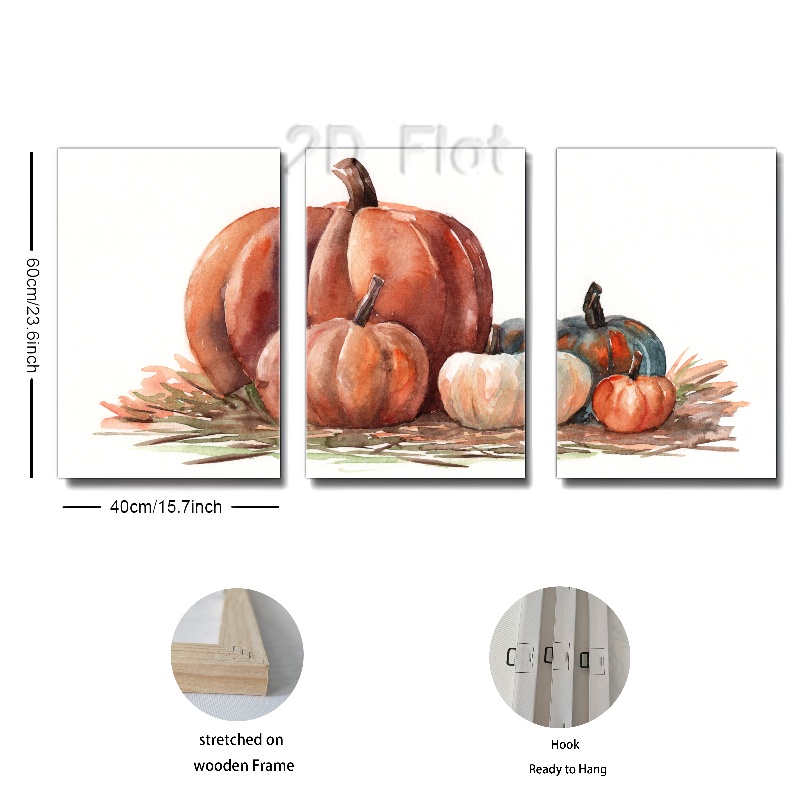 2D Flat
60cm/23.6inch
40cm/15.7inch
stretched on
wooden Frame
Hook
Ready to Hang